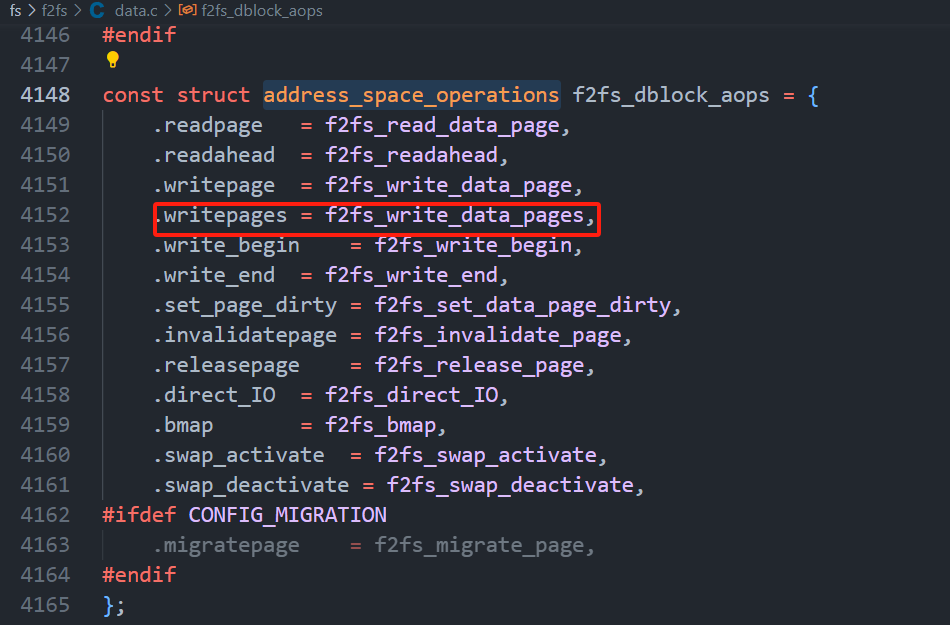 fs > f2fs > C data.c > f2fs_dblock_aops
4146 #endif
4147
4148 const struct address_space_operations f2fs_dblock_aops = {
4149 .readpage = f2fs_read_data_page,
4150 .readahead = f2fs_readahead,
4151 .writepage = f2fs_write_data_page,
4152 .writepages = f2fs_write_data_pages,
4153 .write_begin = f2fs_write_begin,
4154 .write_end = f2fs_write_end,
4155 .set_page_dirty = f2fs_set_data_page_dirty,
4156 .invalidatepage = f2fs_invalidate_page,
4157 .releasepage = f2fs_release_page,
4158 .direct_IO = f2fs_direct_IO,
4159 .bmap = f2fs_bmap,
4160 .swap_activate = f2fs_swap_activate,
4161 .swap_deactivate = f2fs_swap_deactivate,
4162 #ifdef CONFIG_MIGRATION
4163 .migratepage = f2fs_migrate_page,
4164 #endif
4165 };